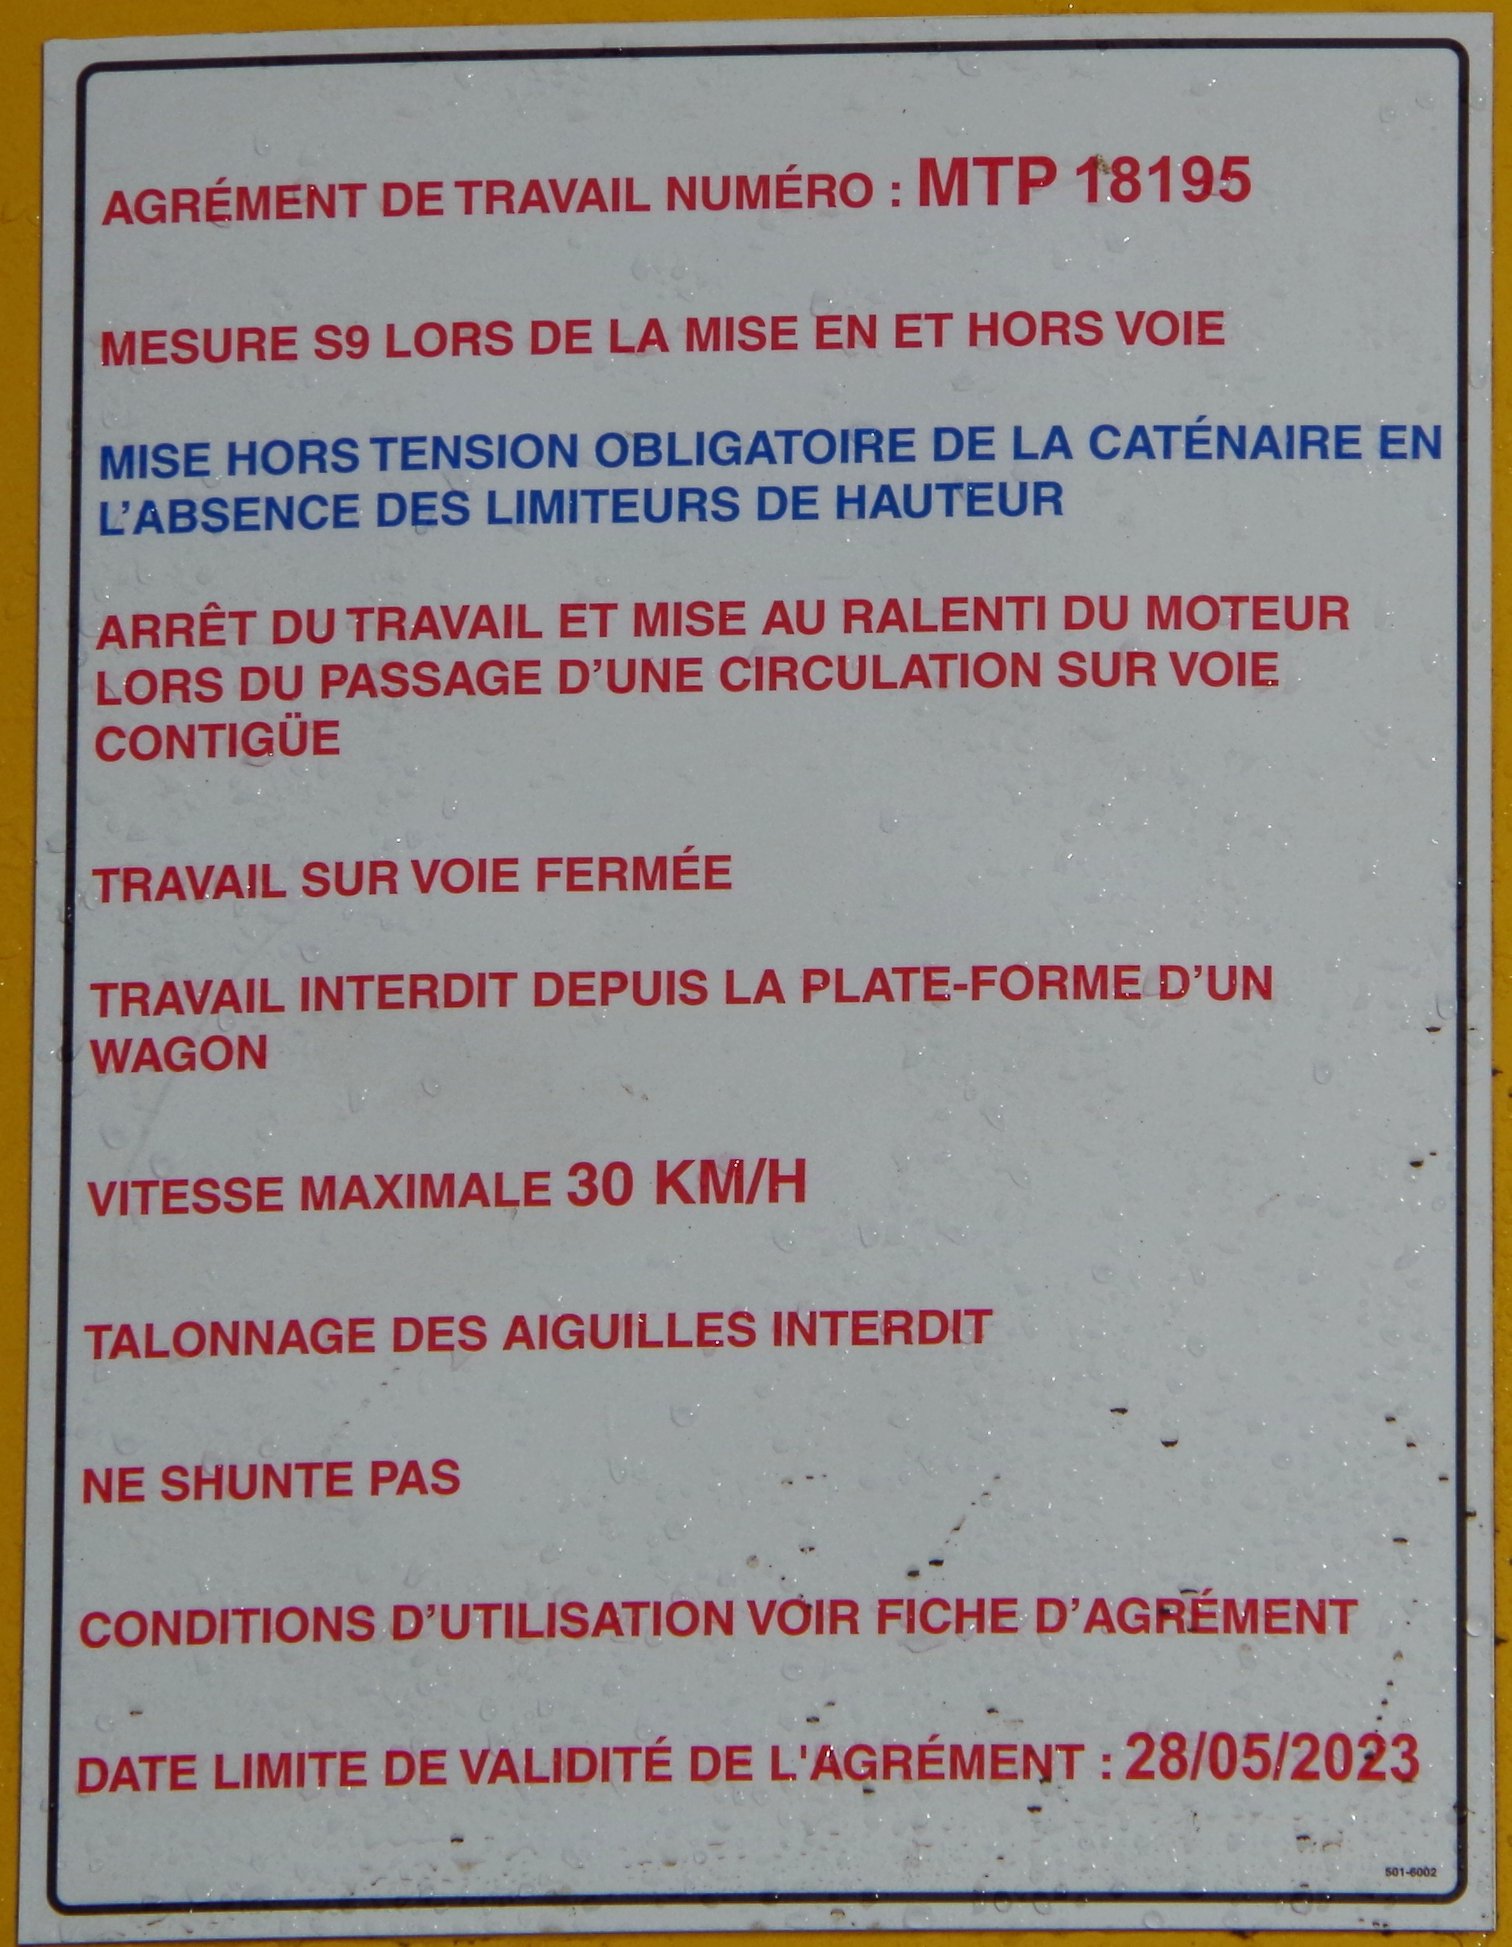 AGRÉMENT DE TRAVAIL NUMÉRO : MTP 18195
MESURE S9 LORS DE LA MISE EN ET HORS VOIE
MISE HORS TENSION OBLIGATOIRE DE LA CATÉNAIRE EN
L'ABSENCE DES LIMITEURS DE HAUTEUR
ARRÊT DU TRAVAIL ET MISE AU RALENTI DU MOTEUR
LORS DU PASSAGE D'UNE CIRCULATION SUR VOIE
CONTIGÜE
TRAVAIL SUR VOIE FERMÉE
TRAVAIL INTERDIT DEPUIS LA PLATE-FORME D'UN
WAGON
VITESSE MAXIMALE 30 KM/H
TALONNAGE DES AIGUILLES INTERDIT
NE SHUNTE PAS
CONDITIONS D'UTILISATION VOIR FICHE D'AGRÉMENT
DATE LIMITE DE VALIDITÉ DE L'AGRÉMENT : 28/05/2023
501-6002